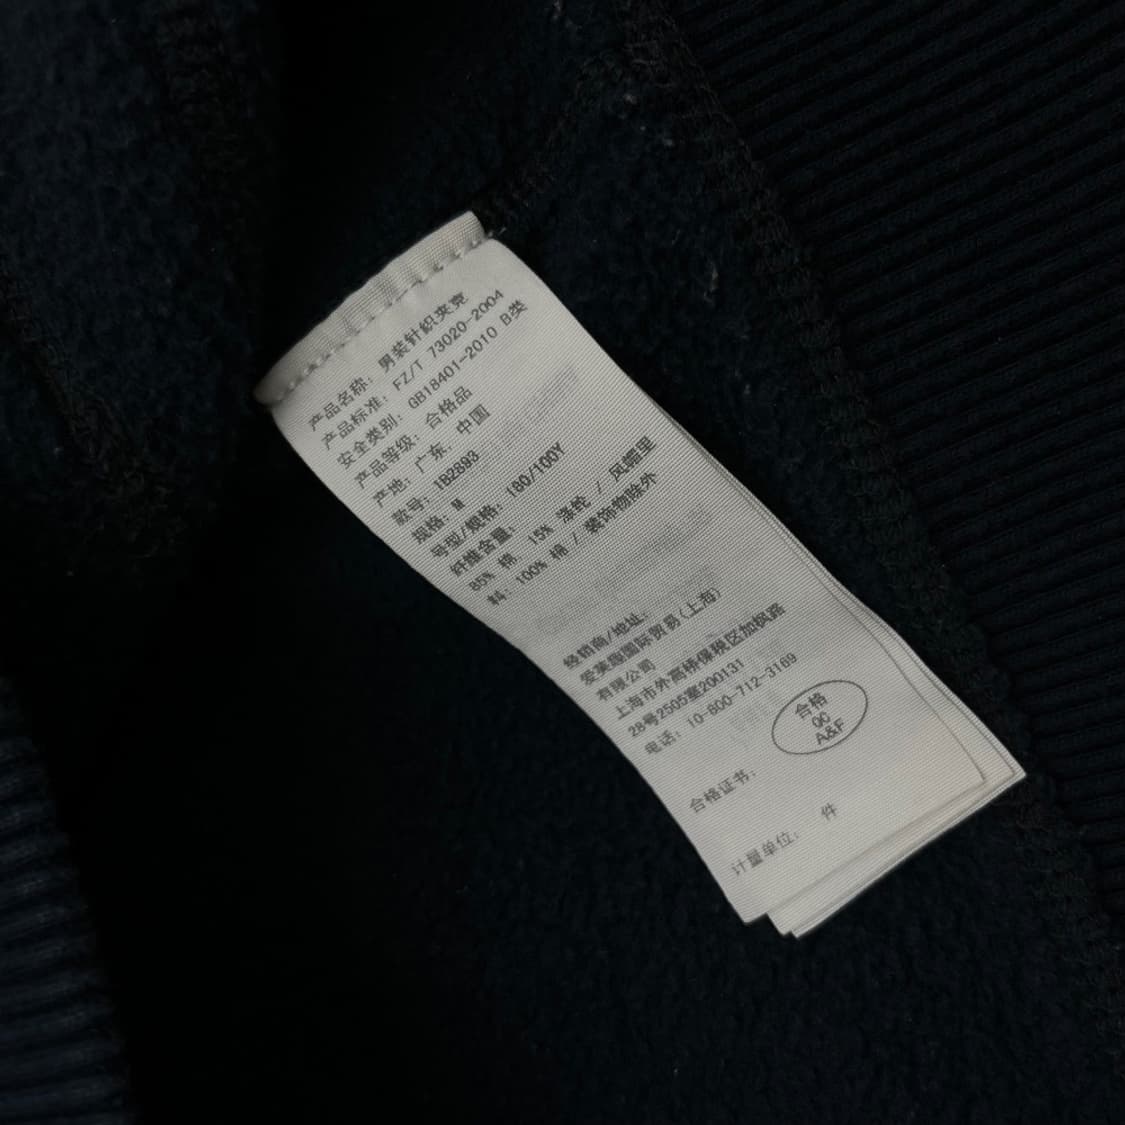 产品名称: 男装针织夹克
产品标准: FZ/T 73020-2004
安全类别: GB18401-2010 B类
产品等级: 合格品
产地: 广东, 中国
款号: 1B2893
规格: M
号型/规格: 180/100Y
纤维含量:
85% 棉, 15% 涤纶 / 风帽里
料: 100% 棉 / 装饰物除外
经销商/地址:
爱芙趣国际贸易(上海)
有限公司
上海市外高桥保税区加枫路
28号2505室200131
电话: 10-800-712-3169
合格
QC
A&F
合格证书:
计量单位: 件